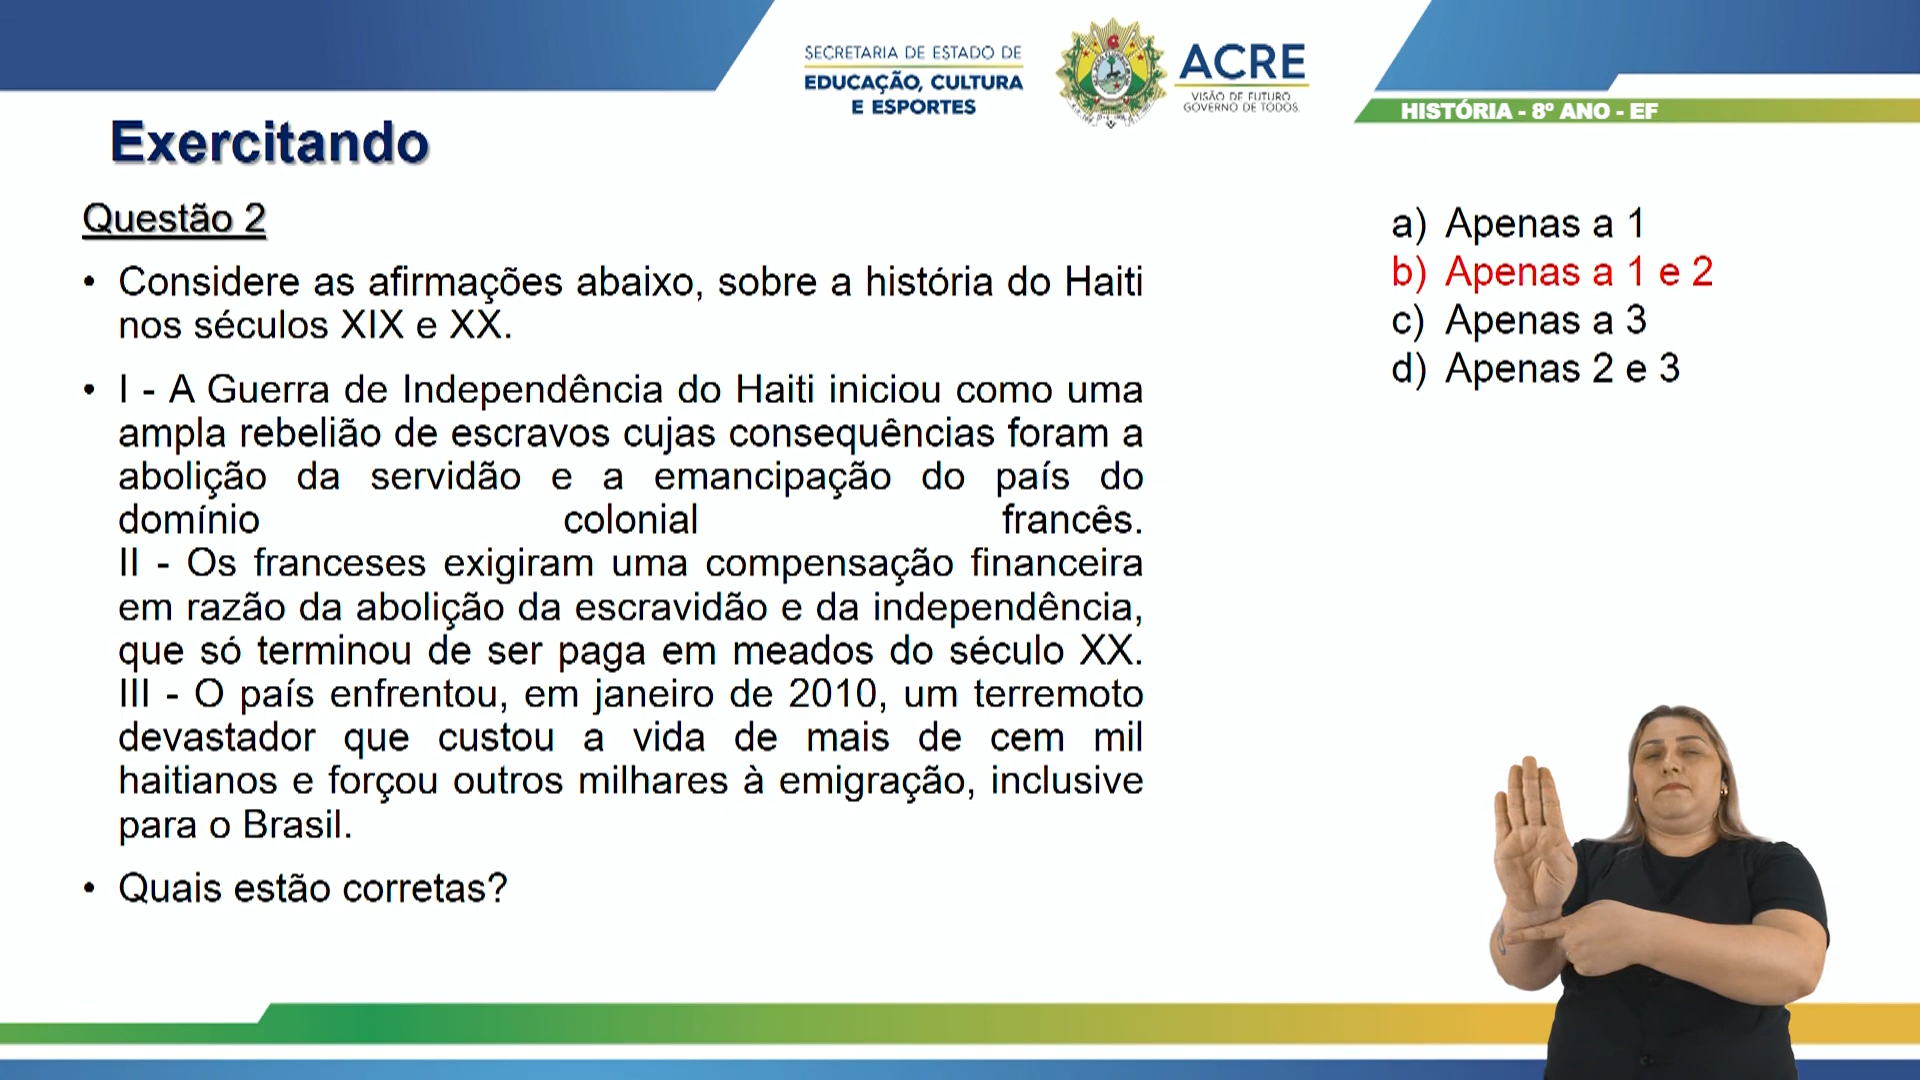 SECRETARIA DE ESTADO DE
EDUCAÇÃO, CULTURA
E ESPORTES
ACRE
VISÃO DE FUTURO
GOVERNO DE TODOS.
HISTÓRIA - 8º ANO - EF
Exercitando
Questão 2
• Considere as afirmações abaixo, sobre a história do Haiti
nos séculos XIX e XX.
• I - A Guerra de Independência do Haiti iniciou como uma
ampla rebelião de escravos cujas consequências foram a
abolição da servidão e a emancipação do país do
domínio colonial francês.
II - Os franceses exigiram uma compensação financeira
em razão da abolição da escravidão e da independência,
que só terminou de ser paga em meados do século XX.
III - O país enfrentou, em janeiro de 2010, um terremoto
devastador que custou a vida de mais de cem mil
haitianos e forçou outros milhares à emigração, inclusive
para o Brasil.
• Quais estão corretas?
a) Apenas a 1
b) Apenas a 1 e 2
c) Apenas a 3
d) Apenas 2 e 3